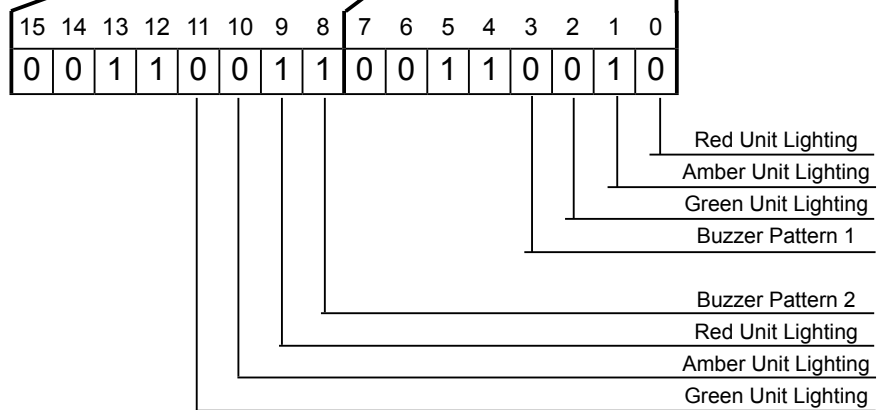 15 14 13 12 11 10 9 8 7 6 5 4 3 2 1 0
0 0 1 1 0 0 1 1 0 0 1 1 0 0 1 0
Red Unit Lighting
Amber Unit Lighting
Green Unit Lighting
Buzzer Pattern 1
Buzzer Pattern 2
Red Unit Lighting
Amber Unit Lighting
Green Unit Lighting